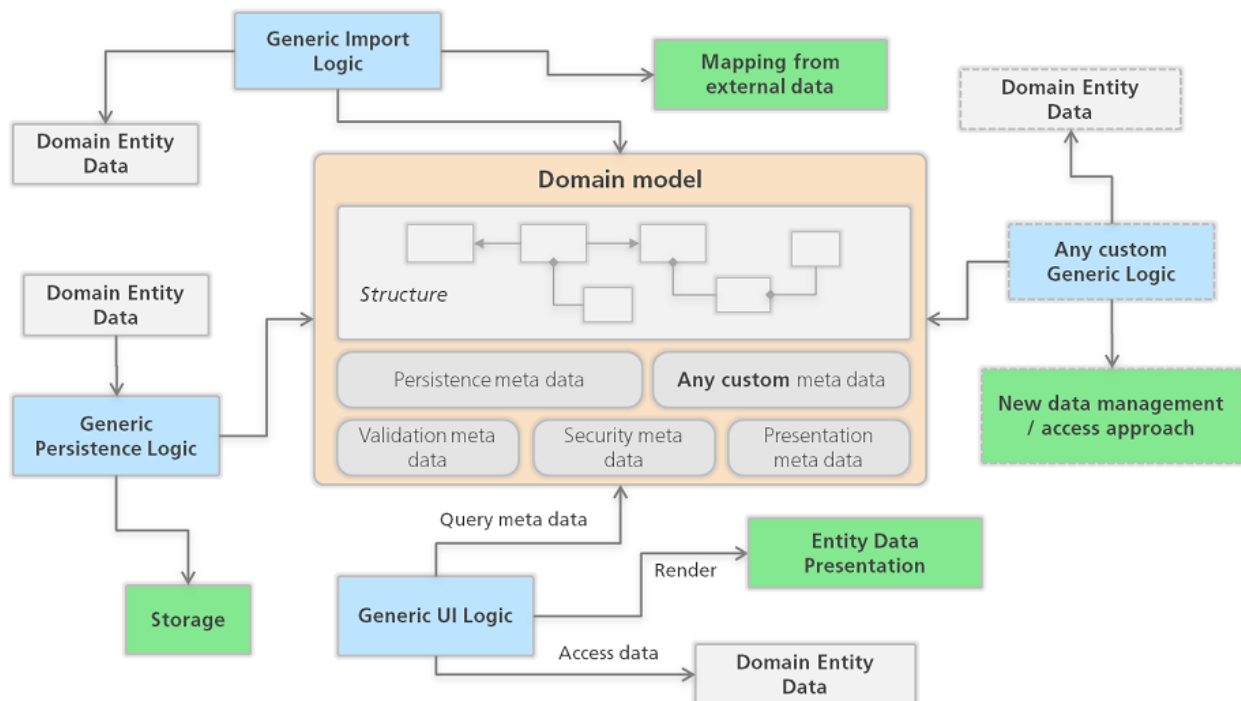 Generic Import
Logic
Mapping from
external data
Domain Entity
Data
Domain Entity
Data
Domain model
Structure
Any custom
Generic Logic
Domain Entity
Data
Persistence meta data
Any custom meta data
Generic
Persistence Logic
New data management
/ access approach
Validation meta
data
Security meta
data
Presentation
meta data
Query meta data
Entity Data
Presentation
Render
Storage
Generic UI Logic
Access data
Domain Entity
Data